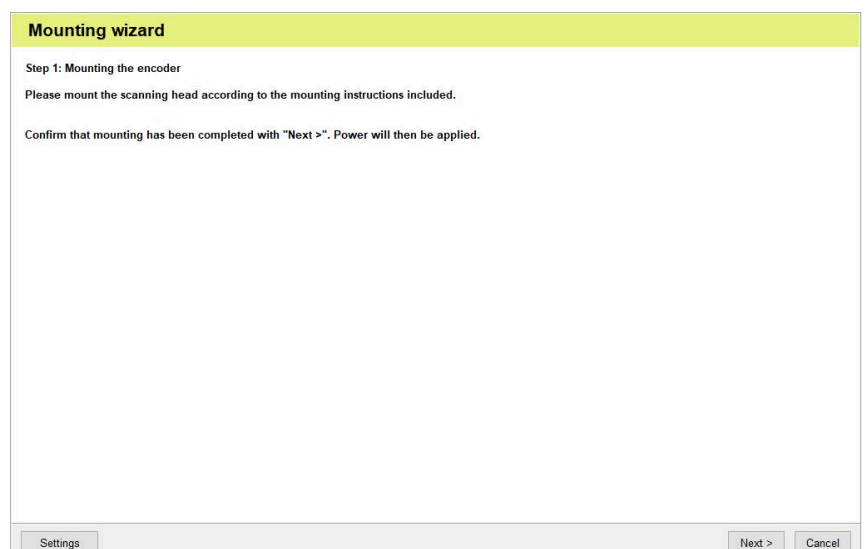 Mounting wizard
Step 1: Mounting the encoder
Please mount the scanning head according to the mounting instructions included.
Confirm that mounting has been completed with "Next >". Power will then be applied.
Settings
Next >
Cancel